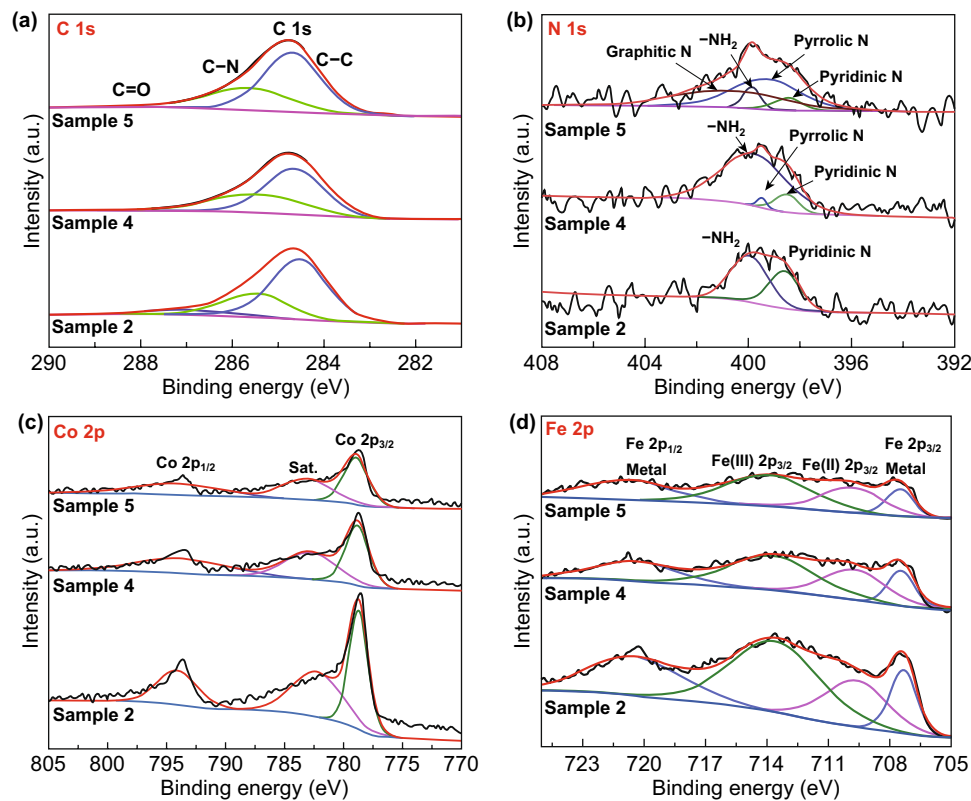 (a)
C 1s
C 1s
C−N
C−C
C=O
Sample 5
Sample 4
Sample 2
Intensity (a.u.)
290 288 286 284 282
Binding energy (eV)
(b)
N 1s
−NH₂
Graphitic N
Pyrrolic N
Pyridinic N
Sample 5
−NH₂
Pyrrolic N
Pyridinic N
Sample 4
−NH₂
Pyridinic N
Sample 2
Intensity (a.u.)
408 404 400 396 392
Binding energy (eV)
(c)
Co 2p
Co 2p₃/₂
Co 2p₁/₂
Sat.
Sample 5
Sample 4
Sample 2
Intensity (a.u.)
805 800 795 790 785 780 775 770
Binding energy (eV)
(d)
Fe 2p
Fe 2p₁/₂
Metal
Fe(III) 2p₃/₂
Fe(II) 2p₃/₂
Fe 2p₃/₂
Metal
Sample 5
Sample 4
Sample 2
Intensity (a.u.)
723 720 717 714 711 708 705
Binding energy (eV)